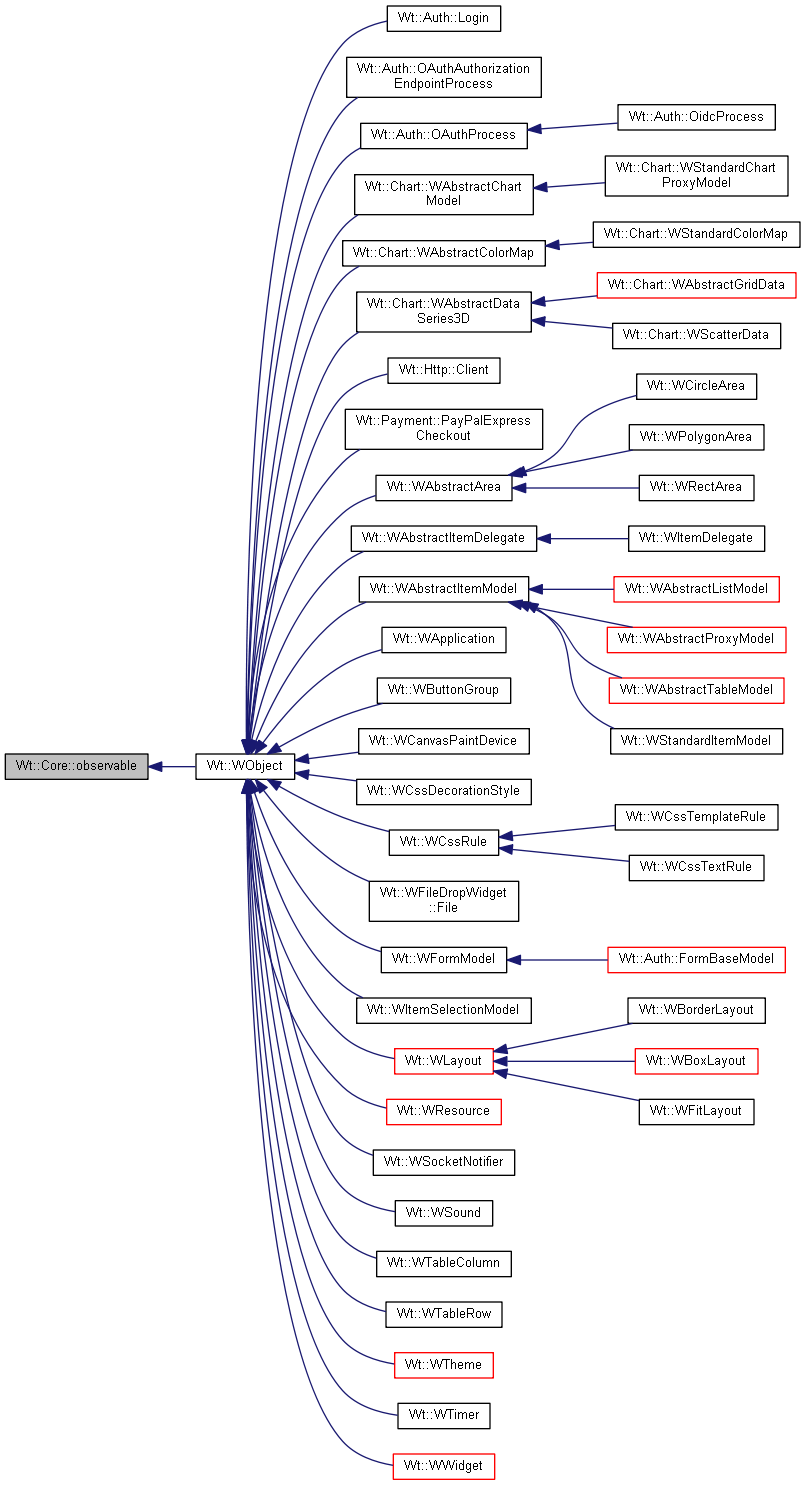 Wt::Auth::Login
Wt::Auth::OAuthAuthorization
EndpointProcess
Wt::Auth::OAuthProcess
Wt::Auth::OidcProcess
Wt::Chart::WAbstractChart
Model
Wt::Chart::WStandardChart
ProxyModel
Wt::Chart::WAbstractColorMap
Wt::Chart::WStandardColorMap
Wt::Chart::WAbstractData
Series3D
Wt::Chart::WAbstractGridData
Wt::Chart::WScatterData
Wt::Http::Client
Wt::Payment::PayPalExpress
Checkout
Wt::WAbstractArea
Wt::WCircleArea
Wt::WPolygonArea
Wt::WRectArea
Wt::WAbstractItemDelegate
Wt::WItemDelegate
Wt::WAbstractItemModel
Wt::WAbstractListModel
Wt::WAbstractProxyModel
Wt::WAbstractTableModel
Wt::WStandardItemModel
Wt::WApplication
Wt::WButtonGroup
Wt::WCanvasPaintDevice
Wt::Core::observable
Wt::WObject
Wt::WCssDecorationStyle
Wt::WCssRule
Wt::WCssTemplateRule
Wt::WCssTextRule
Wt::WFileDropWidget
::File
Wt::WFormModel
Wt::Auth::FormBaseModel
Wt::WItemSelectionModel
Wt::WLayout
Wt::WBorderLayout
Wt::WBoxLayout
Wt::WFitLayout
Wt::WResource
Wt::WSocketNotifier
Wt::WSound
Wt::WTableColumn
Wt::WTableRow
Wt::WTheme
Wt::WTimer
Wt::WWidget